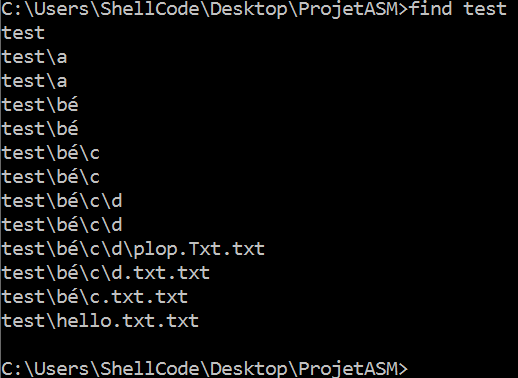 C:\Users\ShellCode\Desktop\ProjetASM>find test
test
test\a
test\a
test\bé
test\bé
test\bé\c
test\bé\c
test\bé\c\d
test\bé\c\d
test\bé\c\d\plop.Txt.txt
test\bé\c\d.txt.txt
test\bé\c.txt.txt
test\hello.txt.txt
C:\Users\ShellCode\Desktop\ProjetASM>